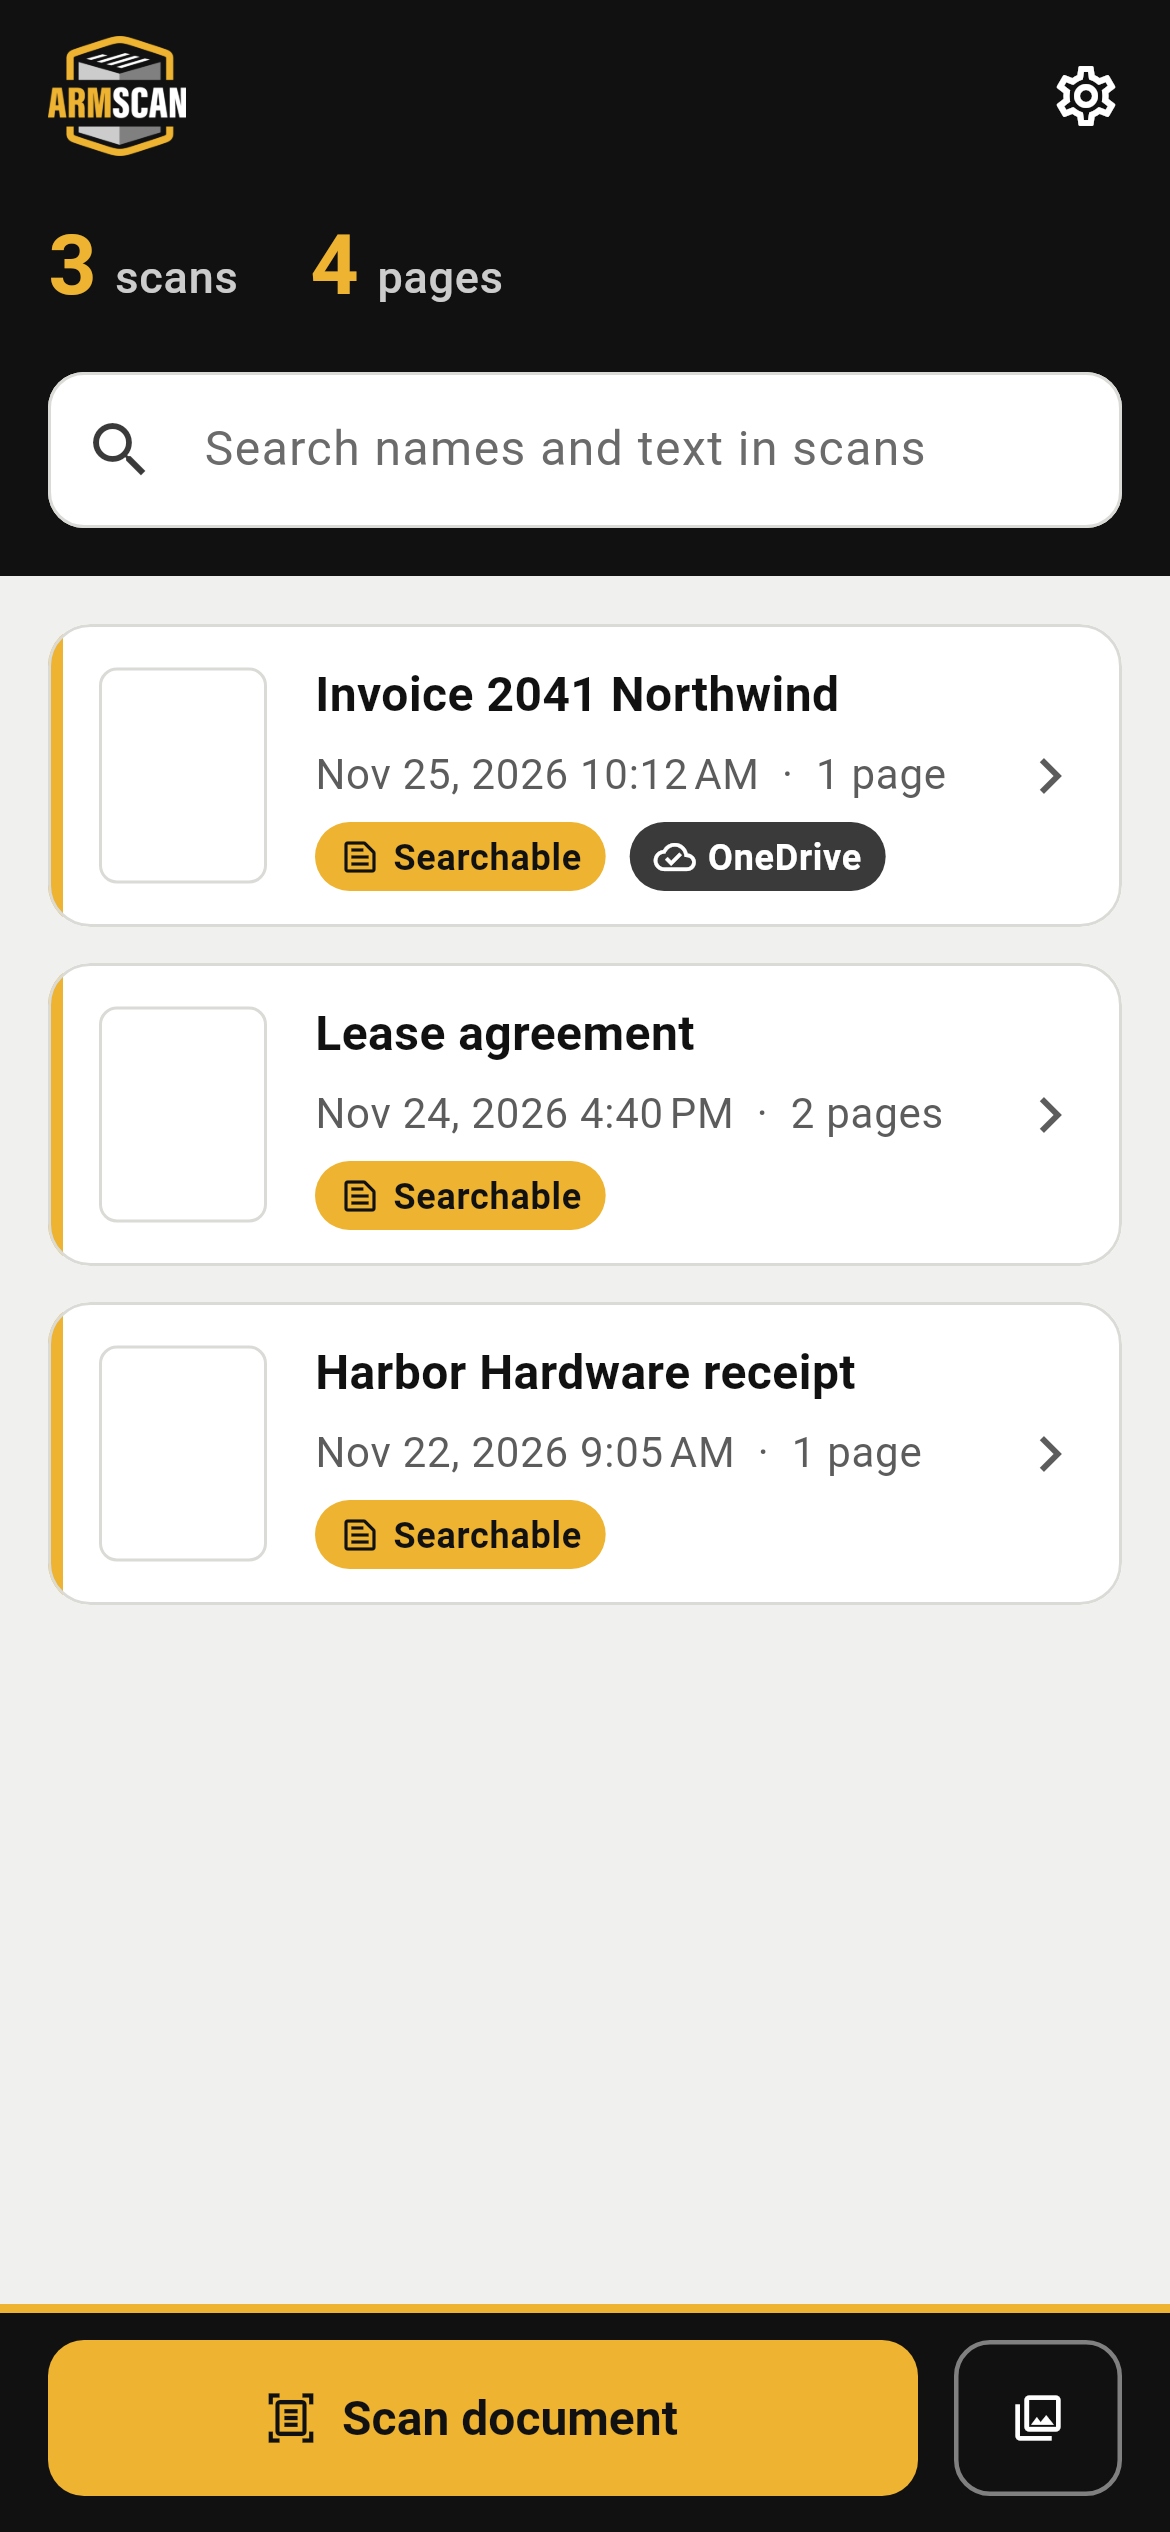 ARMSCAN
3 scans 4 pages
Search names and text in scans
Invoice 2041 Northwind
Nov 25, 2026 10:12 AM · 1 page
Searchable OneDrive
Lease agreement
Nov 24, 2026 4:40 PM · 2 pages
Searchable
Harbor Hardware receipt
Nov 22, 2026 9:05 AM · 1 page
Searchable
Scan document